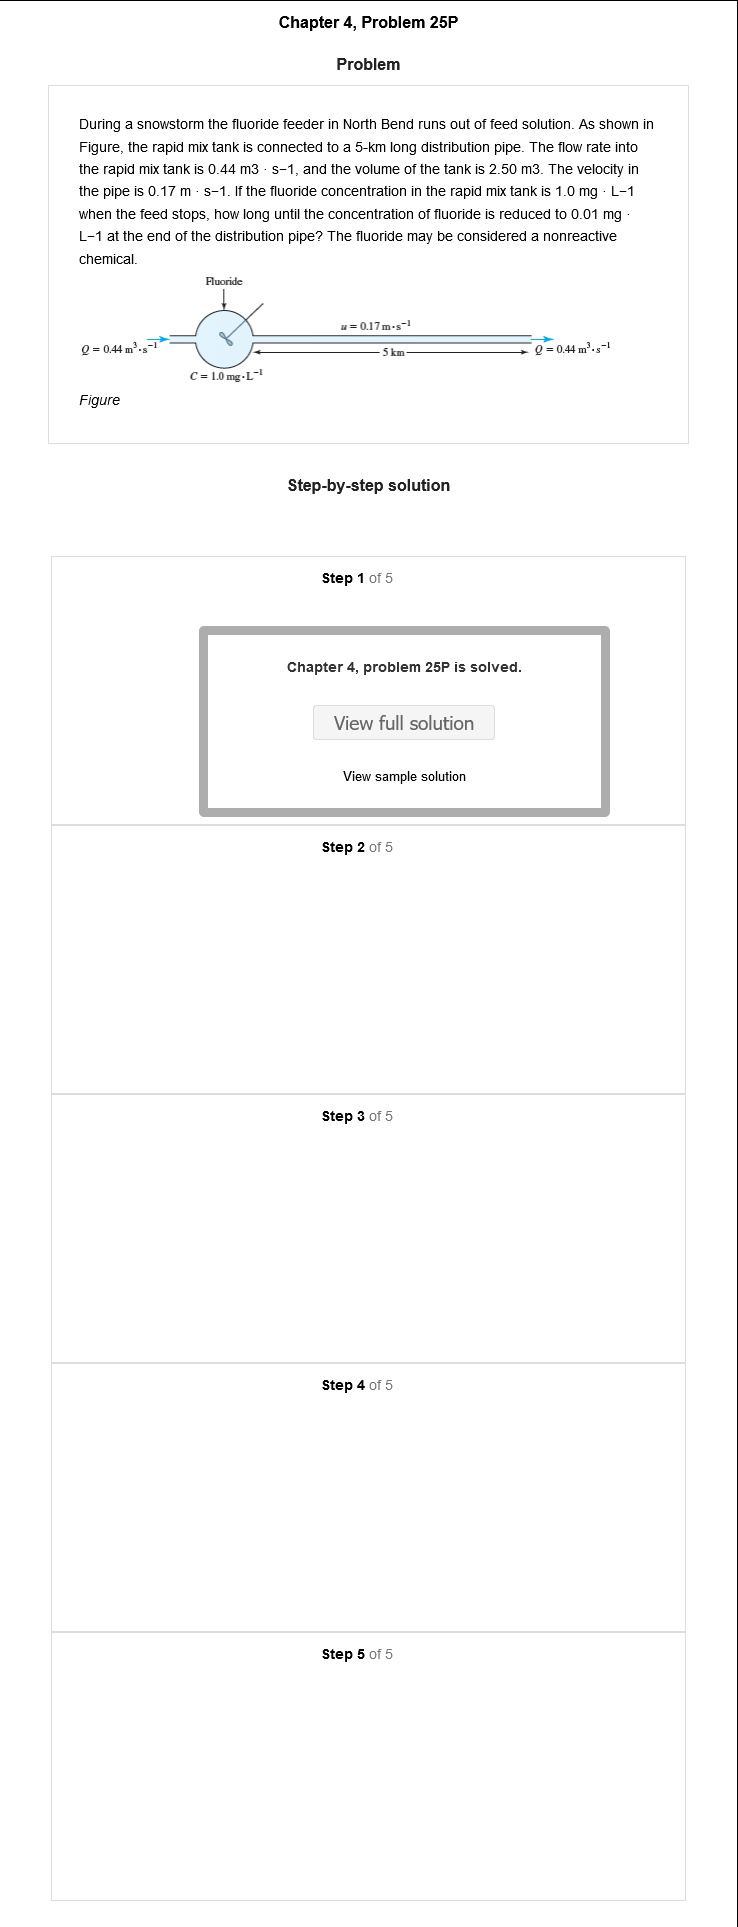 Chapter 4, Problem 25P
Problem
During a snowstorm the fluoride feeder in North Bend runs out of feed solution. As shown in
Figure, the rapid mix tank is connected to a 5-km long distribution pipe. The flow rate into
the rapid mix tank is 0.44 m3 · s−1, and the volume of the tank is 2.50 m3. The velocity in
the pipe is 0.17 m · s−1. If the fluoride concentration in the rapid mix tank is 1.0 mg · L−1
when the feed stops, how long until the concentration of fluoride is reduced to 0.01 mg ·
L−1 at the end of the distribution pipe? The fluoride may be considered a nonreactive
chemical.
Fluoride
u = 0.17 m·s⁻¹
Q = 0.44 m³·s⁻¹
5 km
Q = 0.44 m³·s⁻¹
C = 1.0 mg·L⁻¹
Figure
Step-by-step solution
Step 1 of 5
Chapter 4, problem 25P is solved.
View full solution
View sample solution
Step 2 of 5
Step 3 of 5
Step 4 of 5
Step 5 of 5